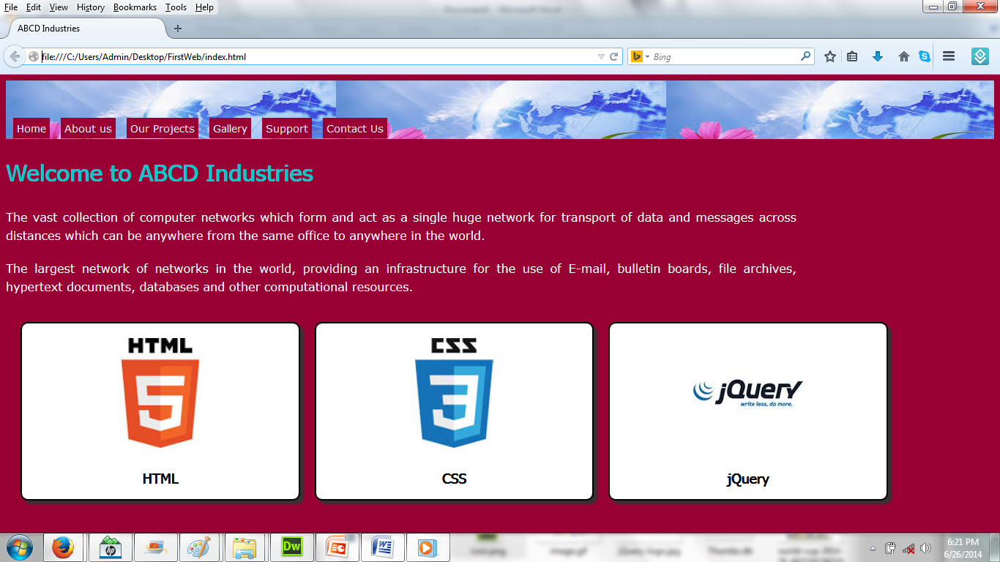 File Edit View History Bookmarks Tools Help
ABCD Industries
file:///C:/Users/Admin/Desktop/FirstWeb/index.html
Bing
Home About us Our Projects Gallery Support Contact Us
Welcome to ABCD Industries
The vast collection of computer networks which form and act as a single huge network for transport of data and messages across
distances which can be anywhere from the same office to anywhere in the world.
The largest network of networks in the world, providing an infrastructure for the use of E-mail, bulletin boards, file archives,
hypertext documents, databases and other computational resources.
HTML CSS
5 3
jQuery
write less, do more.
HTML CSS jQuery
hp Dw
6:21 PM
6/26/2014